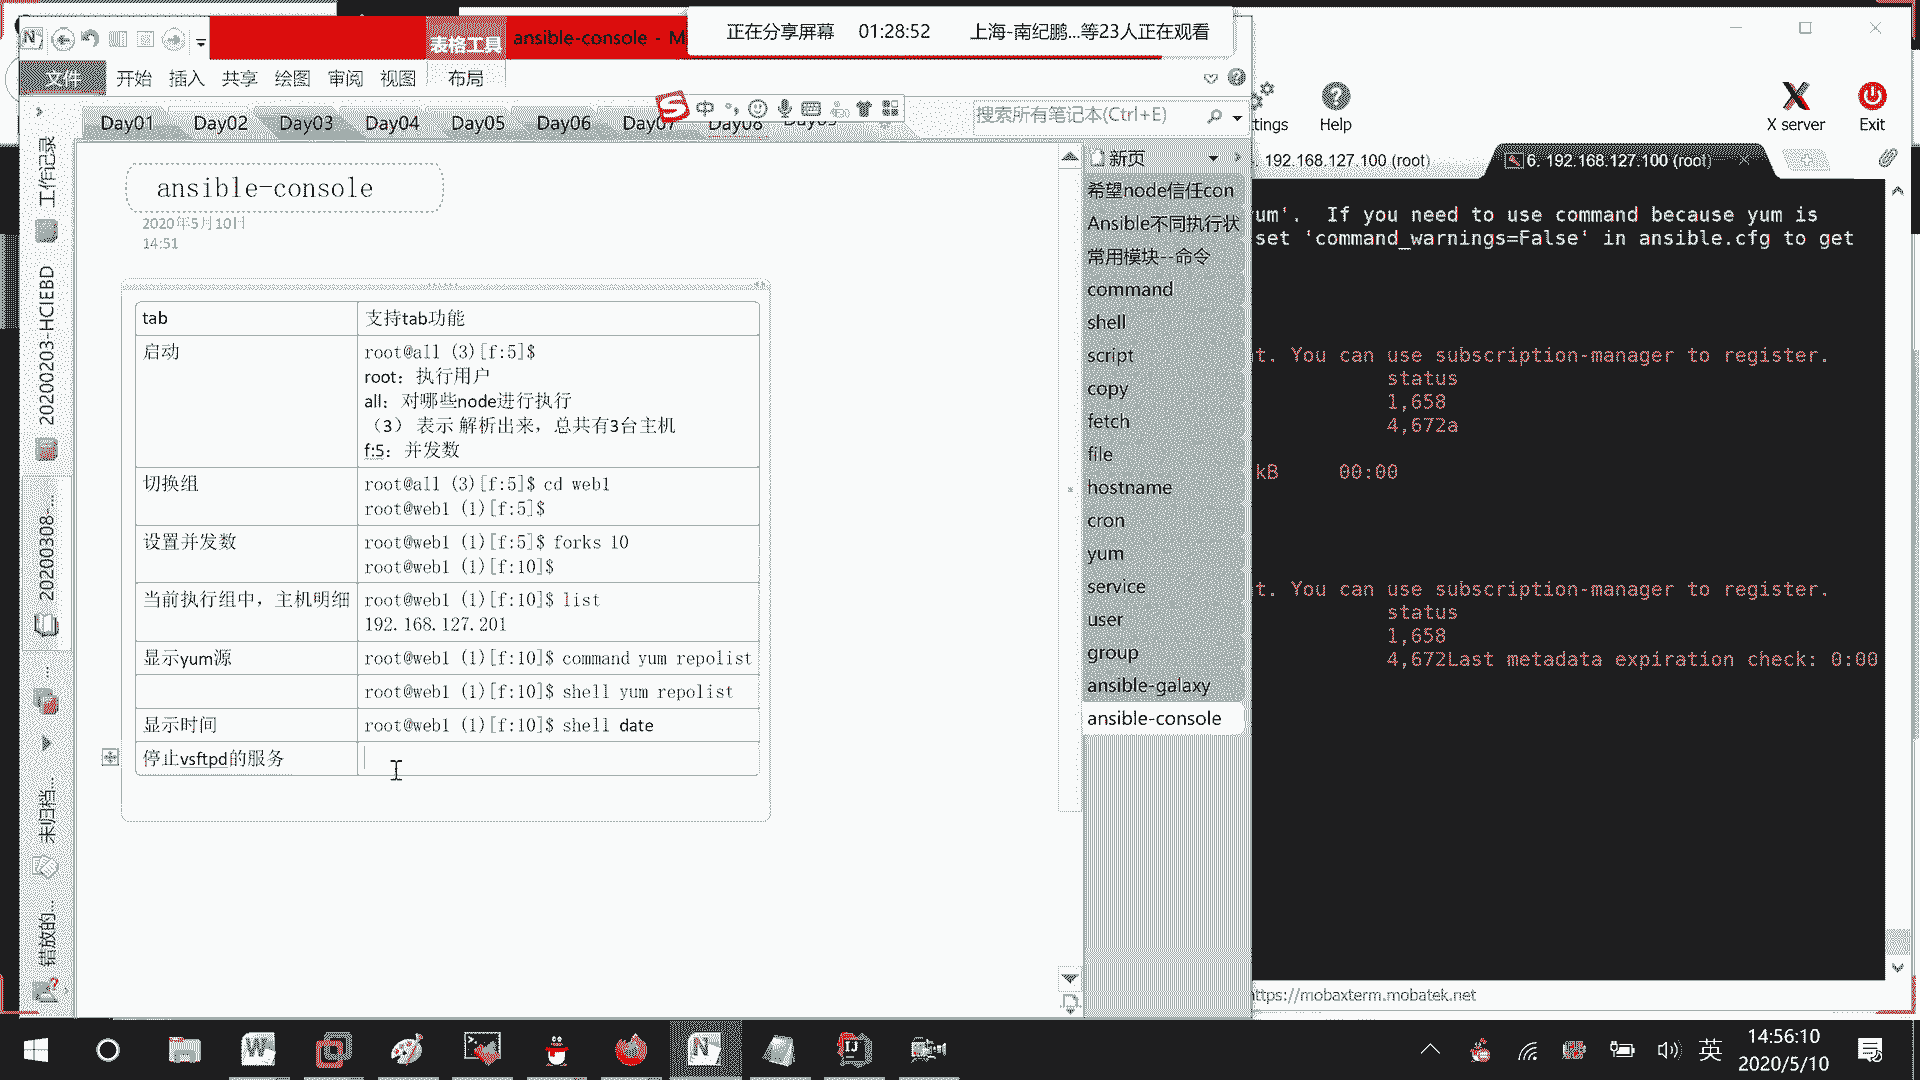 表格工具
ansible-console - M
正在分享屏幕 01:28:52 上海-南纪鹏...等23人正在观看
文件 开始 插入 共享 绘图 审阅 视图 布局
Day01 Day02 Day03 Day04 Day05 Day06 Day07 Day08
中
搜索所有笔记本(Ctrl+E)
tings Help X server Exit
工作记录
20200203-HCIEBD
20200308-...
未归档...
错放的...
ansible-console
2020年5月10日
14:51
tab 支持tab功能
启动 root@all (3)[f:5]$
root：执行用户
all：对哪些node进行执行
（3） 表示 解析出来，总共有3台主机
f:5：并发数
切换组 root@all (3)[f:5]$ cd web1
root@web1 (1)[f:5]$
设置并发数 root@web1 (1)[f:5]$ forks 10
root@web1 (1)[f:10]$
当前执行组中，主机明细 root@web1 (1)[f:10]$ list
192.168.127.201
显示yum源 root@web1 (1)[f:10]$ command yum repolist
root@web1 (1)[f:10]$ shell yum repolist
显示时间 root@web1 (1)[f:10]$ shell date
停止vsftpd的服务
新页
希望node信任con
Ansible不同执行状
常用模块--命令
command
shell
script
copy
fetch
file
hostname
cron
yum
service
user
group
ansible-galaxy
ansible-console
192.168.127.100 (root) 6. 192.168.127.100 (root)
um'. If you need to use command because yum is
set 'command_warnings=False' in ansible.cfg to get
t. You can use subscription-manager to register.
status
1,658
4,672a
kB 00:00
t. You can use subscription-manager to register.
status
1,658
4,672Last metadata expiration check: 0:00
ttps://mobaxterm.mobatek.net
英
14:56:10
2020/5/10